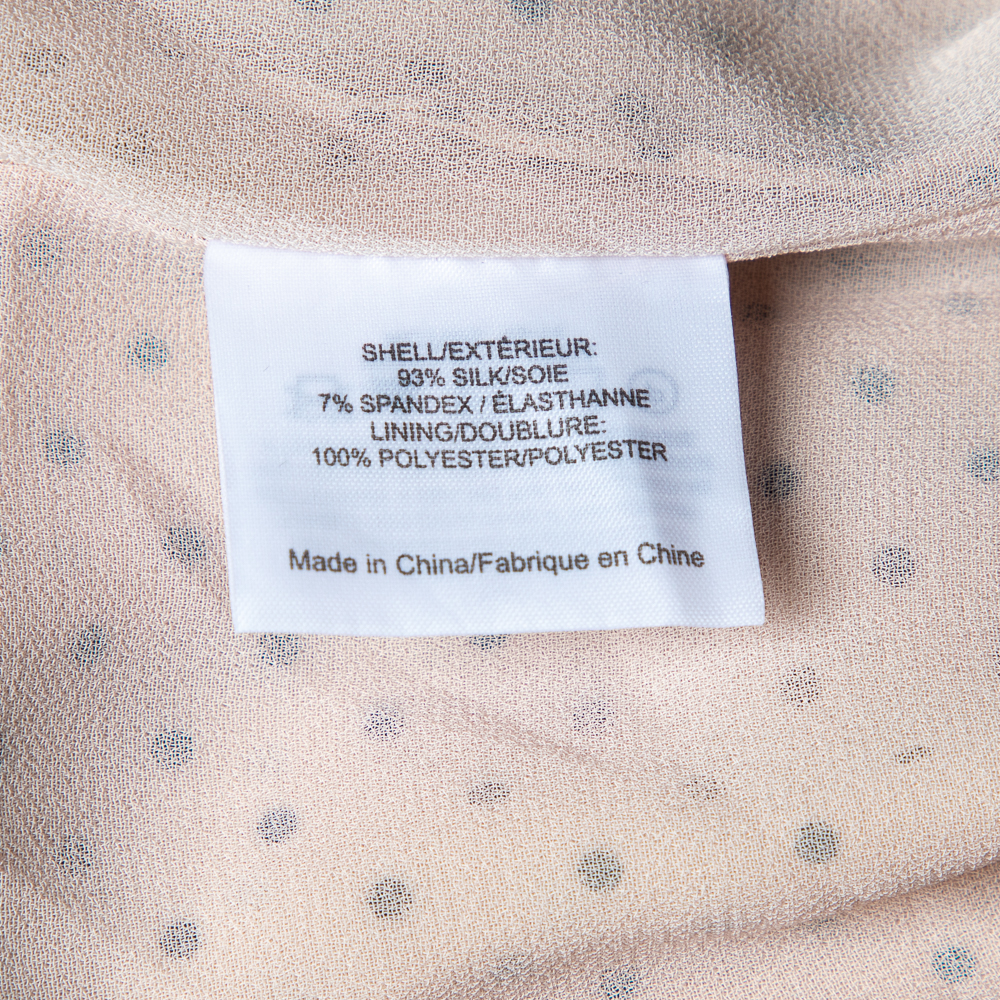 SHELL/EXTÉRIEUR:
93% SILK/SOIE
7% SPANDEX / ÉLASTHANNE
LINING/DOUBLURE:
100% POLYESTER/POLYESTER
Made in China/Fabrique en Chine